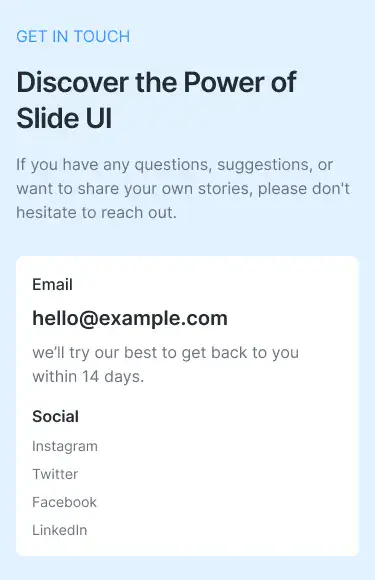 GET IN TOUCH
Discover the Power of
Slide UI
If you have any questions, suggestions, or
want to share your own stories, please don't
hesitate to reach out.
Email
hello@example.com
we’ll try our best to get back to you
within 14 days.
Social
Instagram
Twitter
Facebook
LinkedIn